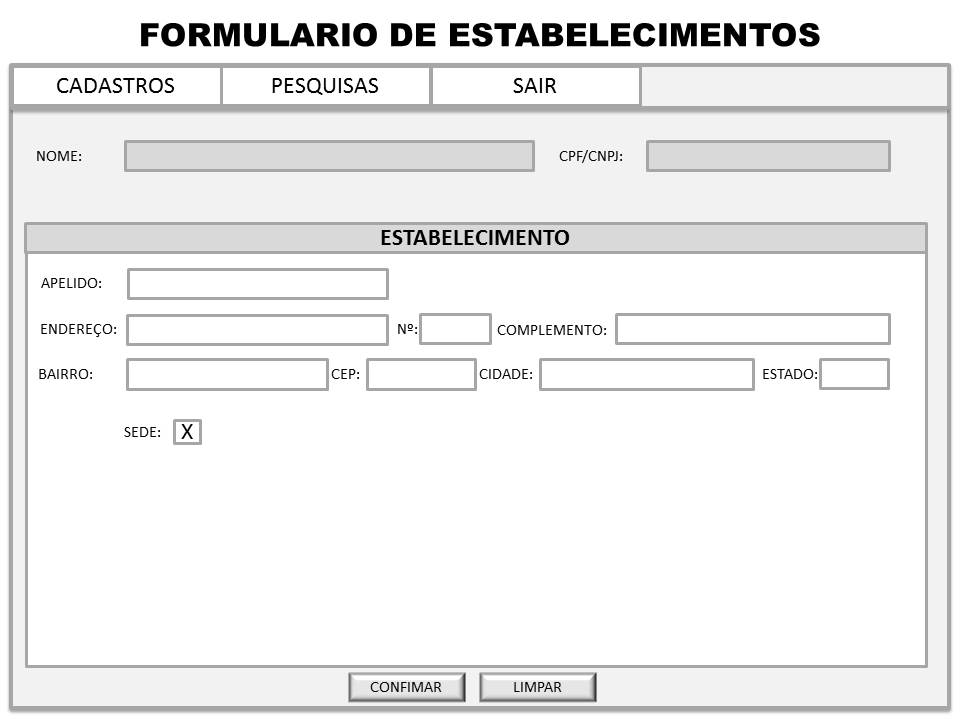 FORMULARIO DE ESTABELECIMENTOS
CADASTROS PESQUISAS SAIR
NOME: CPF/CNPJ:
ESTABELECIMENTO
APELIDO:
ENDEREÇO: Nº: COMPLEMENTO:
BAIRRO: CEP: CIDADE: ESTADO:
SEDE: X
CONFIMAR LIMPAR